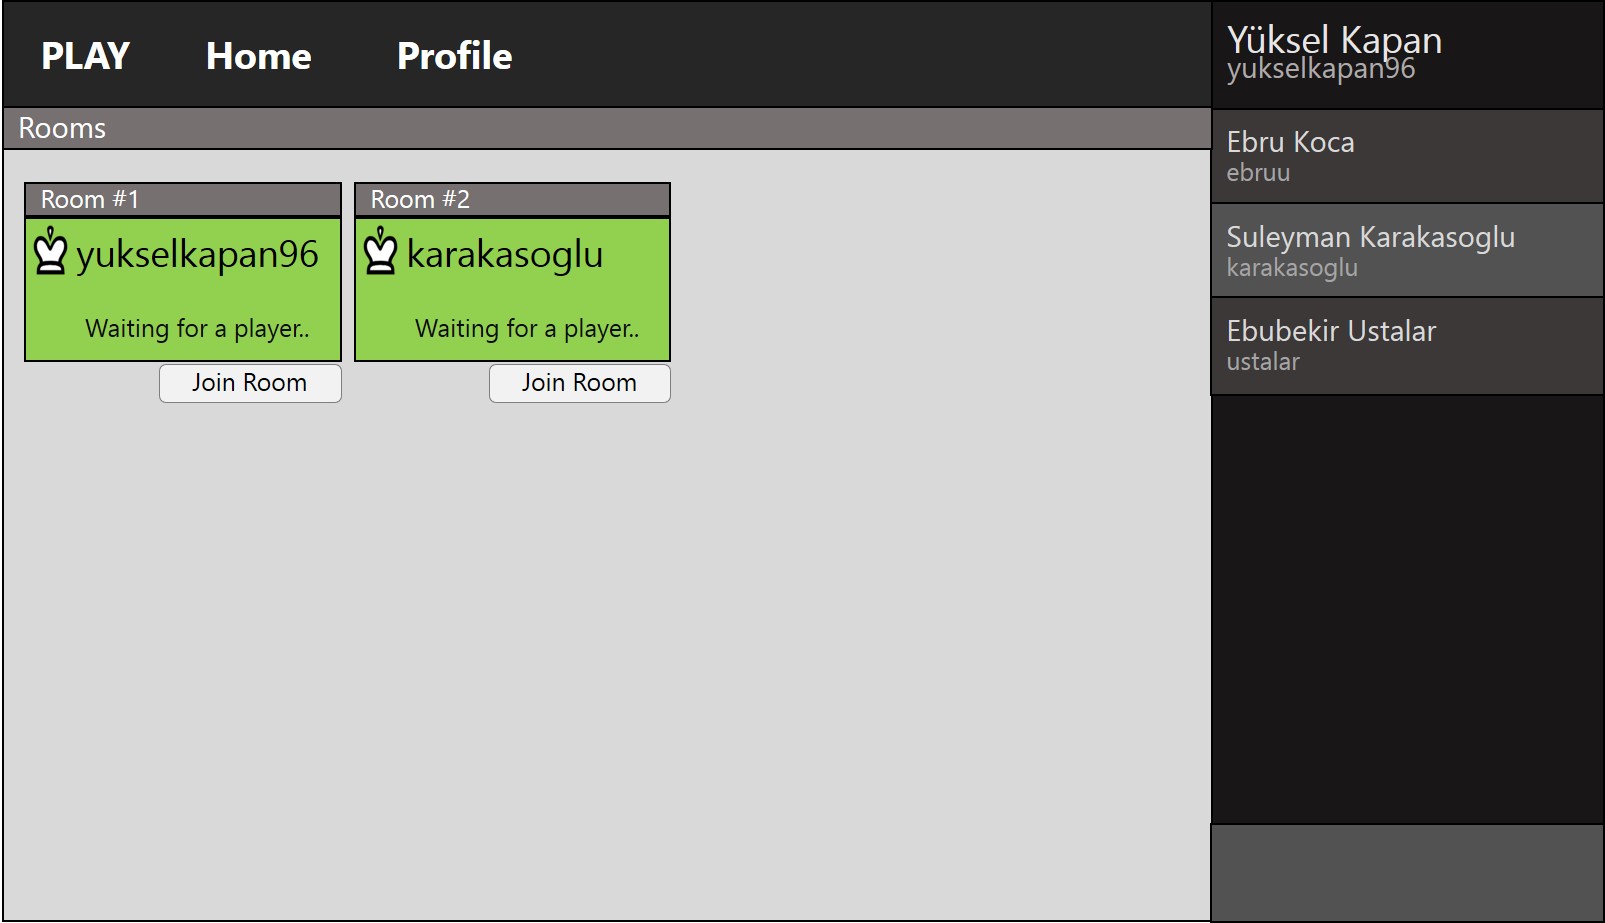 PLAY Home Profile
Rooms
Room #1
yukselkapan96
Waiting for a player..
Join Room
Room #2
karakasoglu
Waiting for a player..
Join Room
Yüksel Kapan
yukselkapan96
Ebru Koca
ebruu
Suleyman Karakasoglu
karakasoglu
Ebubekir Ustalar
ustalar